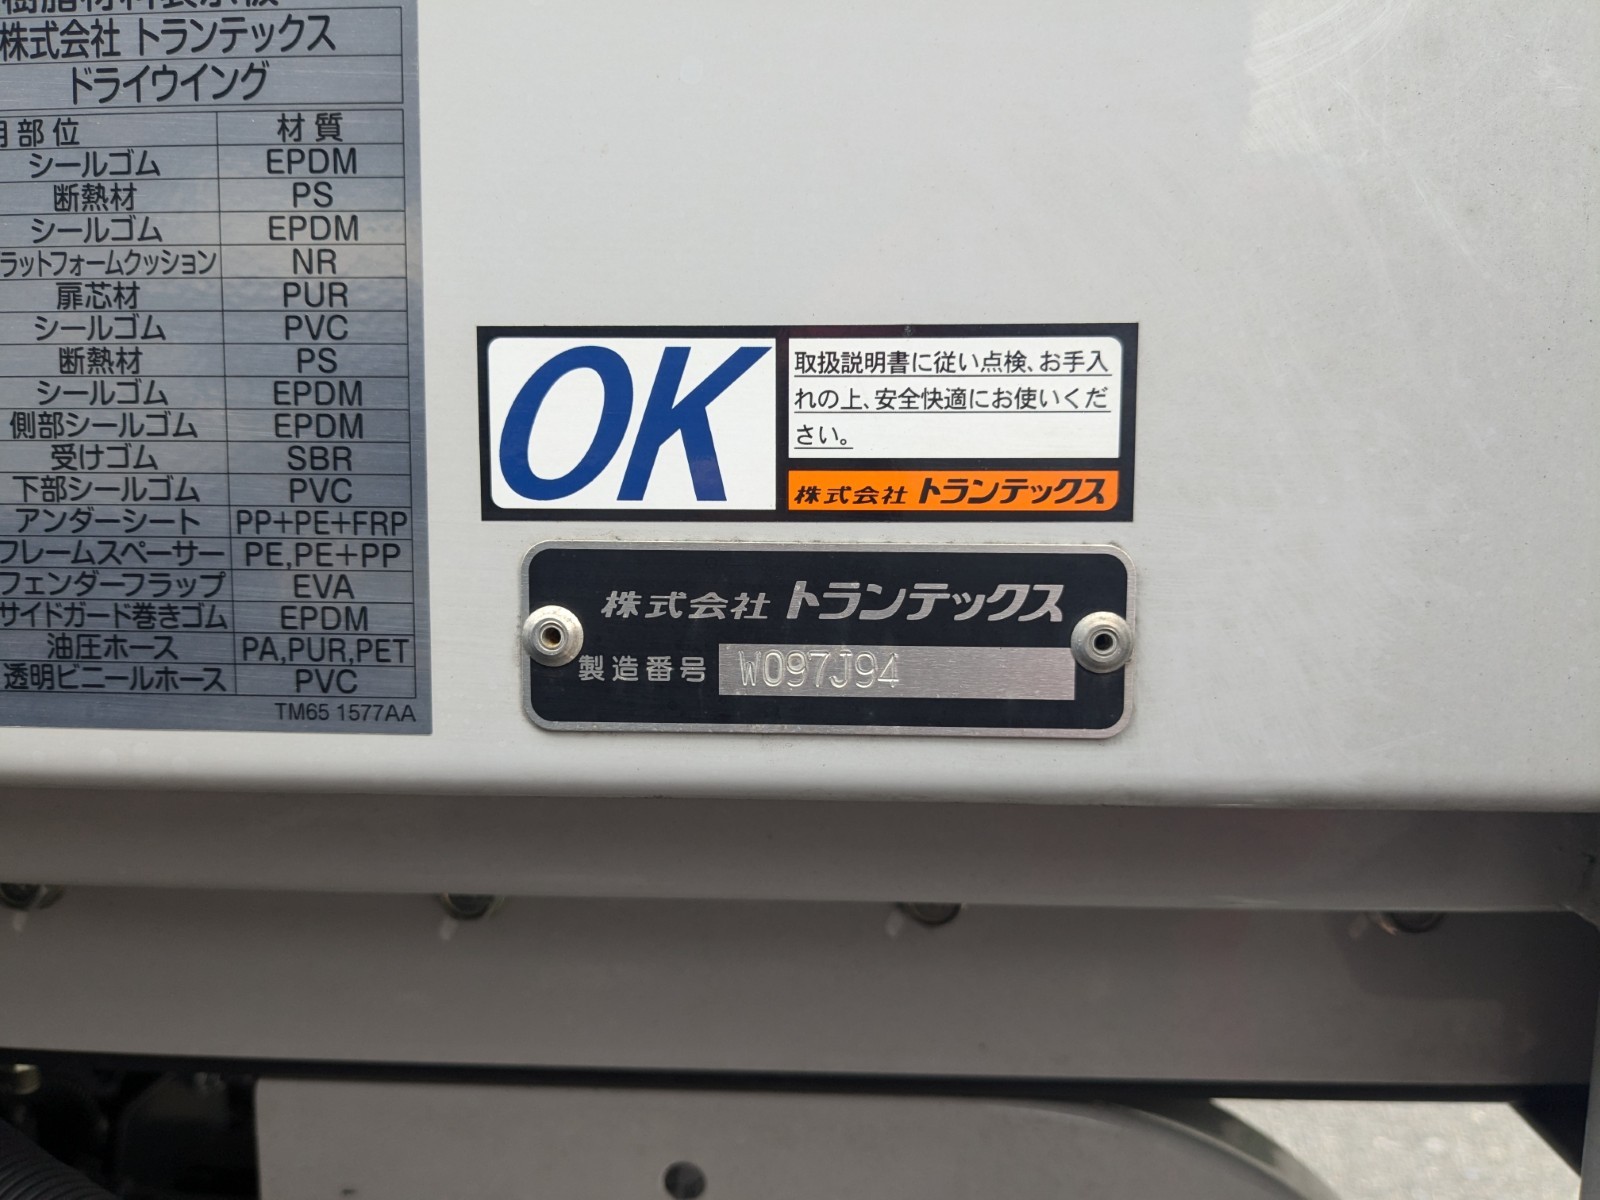 樹脂材料表示板
株式会社 トランテックス
ドライウイング
部位 材質
シールゴム EPDM
断熱材 PS
シールゴム EPDM
ラットフォームクッション NR
扉芯材 PUR
シールゴム PVC
断熱材 PS
シールゴム EPDM
側部シールゴム EPDM
受けゴム SBR
下部シールゴム PVC
アンダーシート PP+PE+FRP
フレームスペーサー PE,PE+PP
フェンダーフラップ EVA
サイドガード巻きゴム EPDM
油圧ホース PA,PUR,PET
透明ビニールホース PVC
TM65 1577AA
OK
取扱説明書に従い点検、お手入
れの上、安全快適にお使いくだ
さい。
株式会社 トランテックス
株式会社 トランテックス
製造番号 W097J94